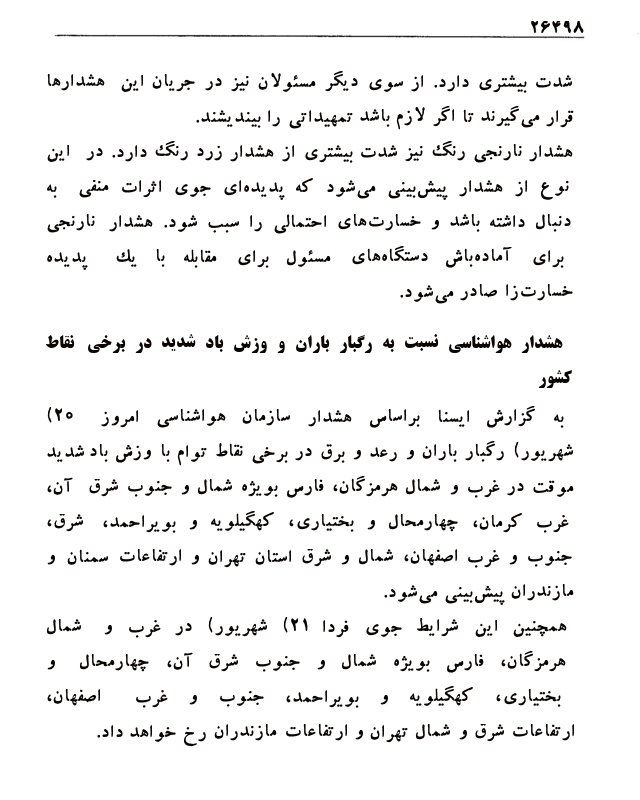 ۲۶۴۹۸
شدت بیشتری دارد. از سوی دیگر مسئولان نیز در جریان این هشدارها
قرار می‌گیرند تا اگر لازم باشد تمهیداتی را بیندیشند.
هشدار نارنجی رنگ نیز شدت بیشتری از هشدار زرد رنگ دارد. در این
نوع از هشدار پیش‌بینی می‌شود که پدیده‌ای جوی اثرات منفی به
دنبال داشته باشد و خسارت‌های احتمالی را سبب شود. هشدار نارنجی
برای آماده‌باش دستگاه‌های مسئول برای مقابله با یك پدیده
خسارت‌زا صادر می‌شود.
هشدار هواشناسی نسبت به رگبار باران و وزش باد شدید در برخی نقاط
کشور
به گزارش ایسنا براساس هشدار سازمان هواشناسی امروز ۲۰)
شهریور) رگبار باران و رعد و برق در برخی نقاط توام با وزش باد شدید
موقت در غرب و شمال هرمزگان، فارس بویژه شمال و جنوب شرق آن،
غرب کرمان، چهارمحال و بختیاری، کهگیلویه و بویراحمد، شرق،
جنوب و غرب اصفهان، شمال و شرق استان تهران و ارتفاعات سمنان و
مازندران پیش‌بینی می‌شود.
همچنین این شرایط جوی فردا ۲۱) شهریور) در غرب و شمال
هرمزگان، فارس بویژه شمال و جنوب شرق آن، چهارمحال و
بختیاری، کهگیلویه و بویراحمد، جنوب و غرب اصفهان،
ارتفاعات شرق و شمال تهران و ارتفاعات مازندران رخ خواهد داد.